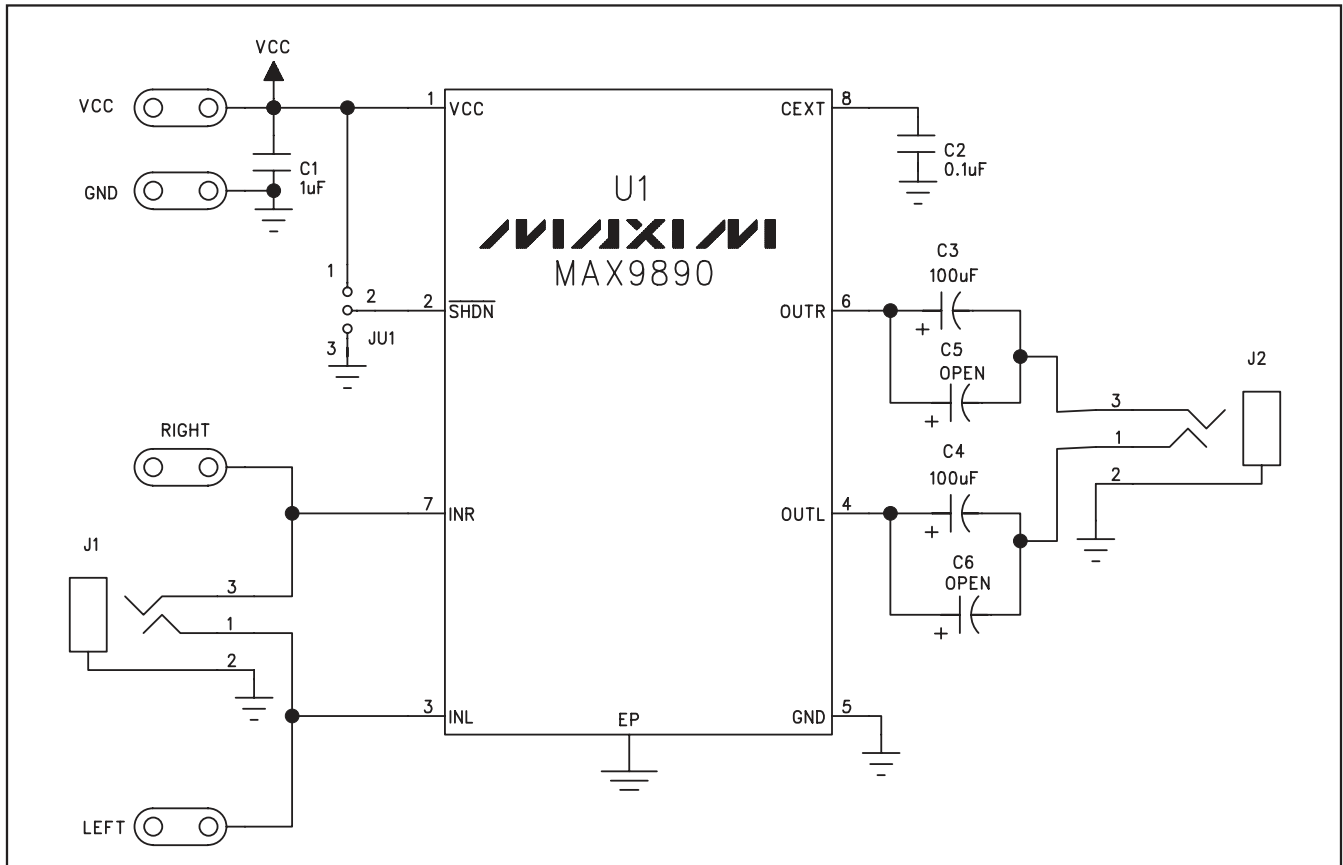 VCC
VCC
1
VCC
CEXT
8
C1
1uF
C2
0.1uF
GND
U1
MAXIM
MAX9890
1
2
3
JU1
2
SHDN
C3
100uF
OUTR
6
+
C5
OPEN
+
J2
3
1
2
RIGHT
C4
100uF
7
INR
OUTL
4
+
C6
OPEN
+
J1
3
1
2
3
INL
EP
GND
5
LEFT